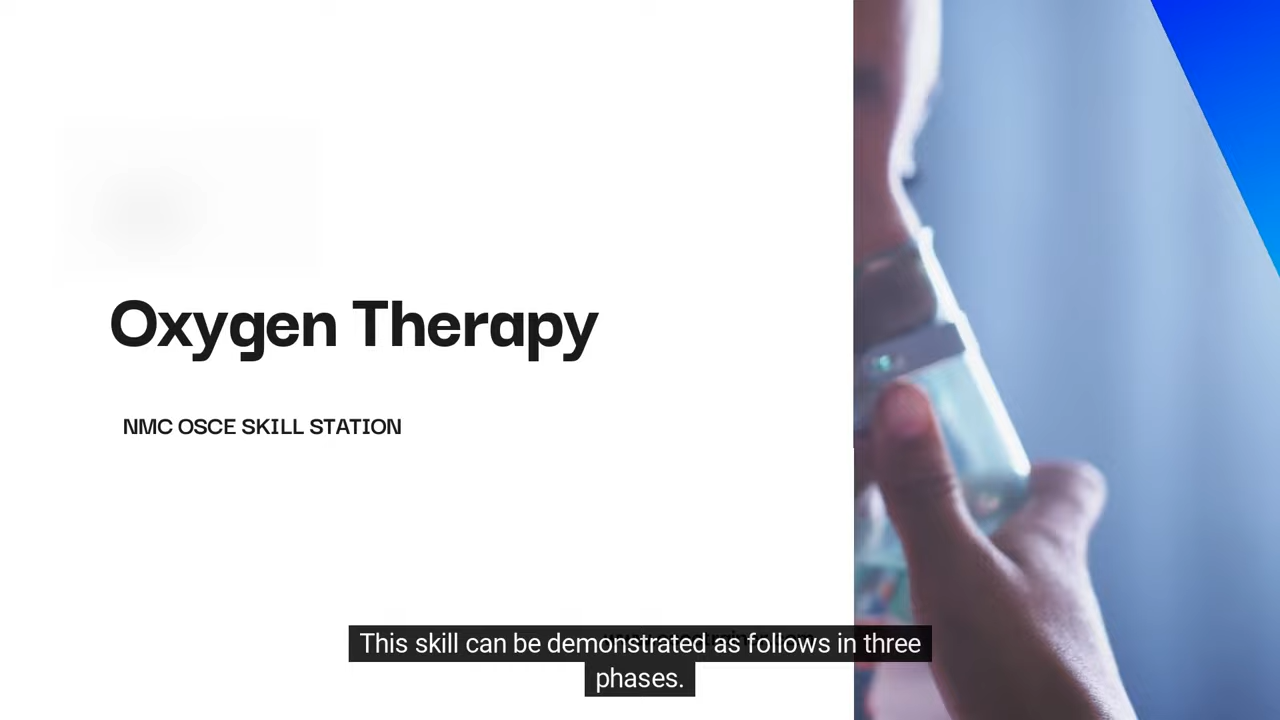 Oxygen Therapy
NMC OSCE SKILL STATION
This skill can be demonstrated as follows in three
phases.